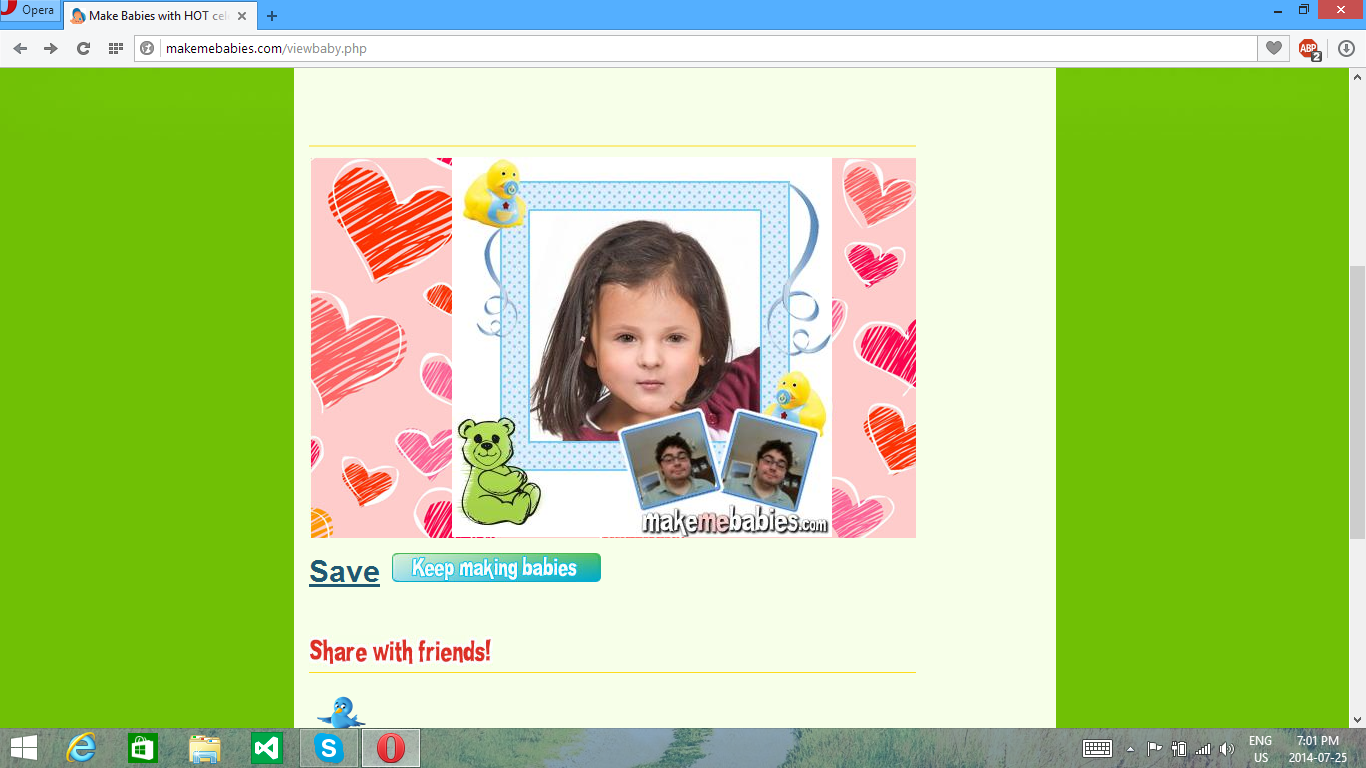 Opera
Make Babies with HOT cele
makemebabies.com/viewbaby.php
ABP
2
makemebabies.com
Save
Keep making babies
Share with friends!
ENG
US
7:01 PM
2014-07-25